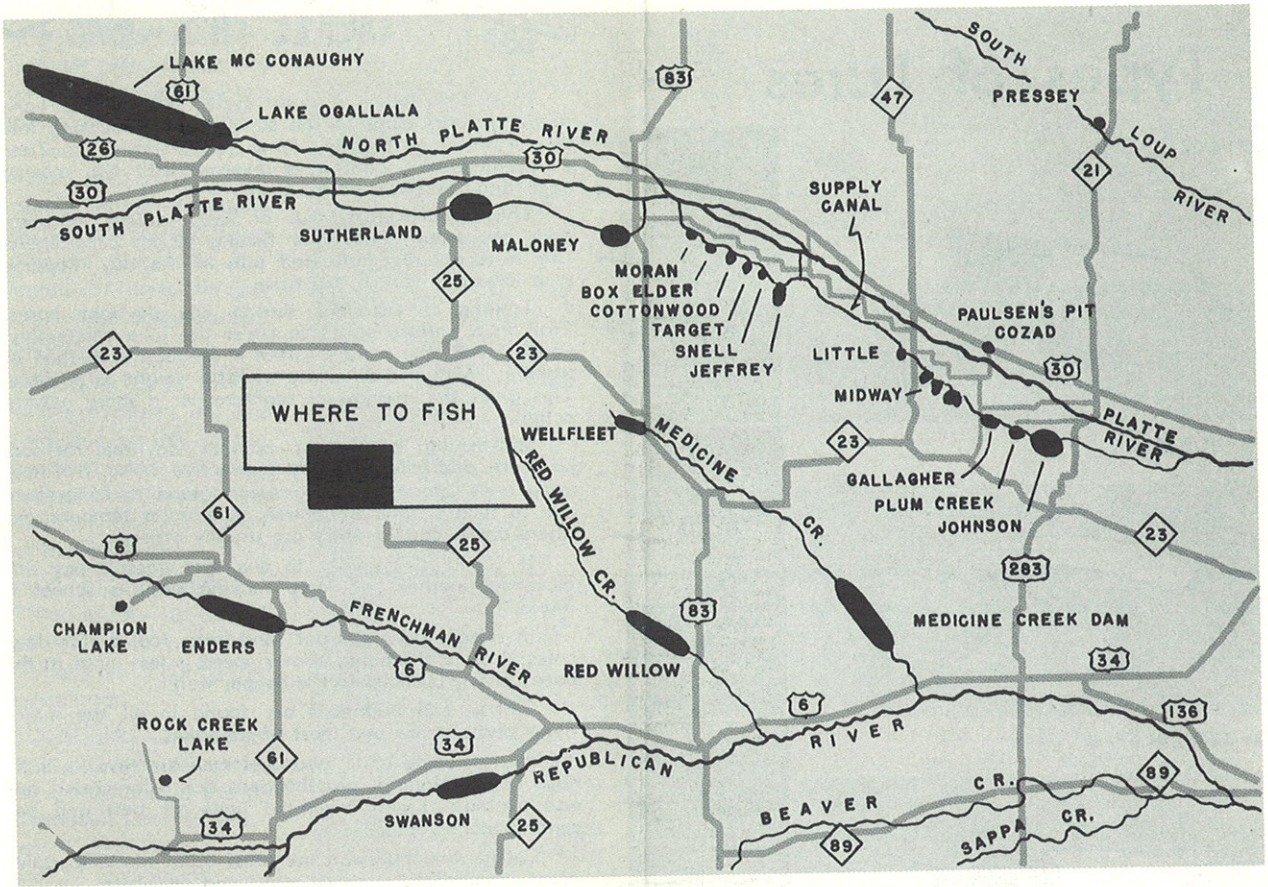 LAKE MC CONAUGHY
61
LAKE OGALLALA
NORTH PLATTE RIVER
26
30
30
SOUTH PLATTE RIVER
SUTHERLAND
MALONEY
25
83
47
SOUTH
LOUP
RIVER
PRESSEY
21
SUPPLY
CANAL
MORAN
BOX ELDER
COTTONWOOD
TARGET
SNELL
JEFFREY
PAULSEN'S PIT
COZAD
30
LITTLE
MIDWAY
PLATTE
RIVER
23
23
WHERE TO FISH
WELLFLEET
MEDICINE
CR.
23
GALLAGHER
PLUM CREEK
JOHNSON
23
283
RED WILLOW CR.
61
6
25
CHAMPION
LAKE
ENDERS
FRENCHMAN RIVER
6
83
RED WILLOW
MEDICINE CREEK DAM
34
136
6
ROCK CREEK
LAKE
61
34
34
SWANSON
REPUBLICAN RIVER
25
BEAVER CR.
89
SAPPA CR.
89